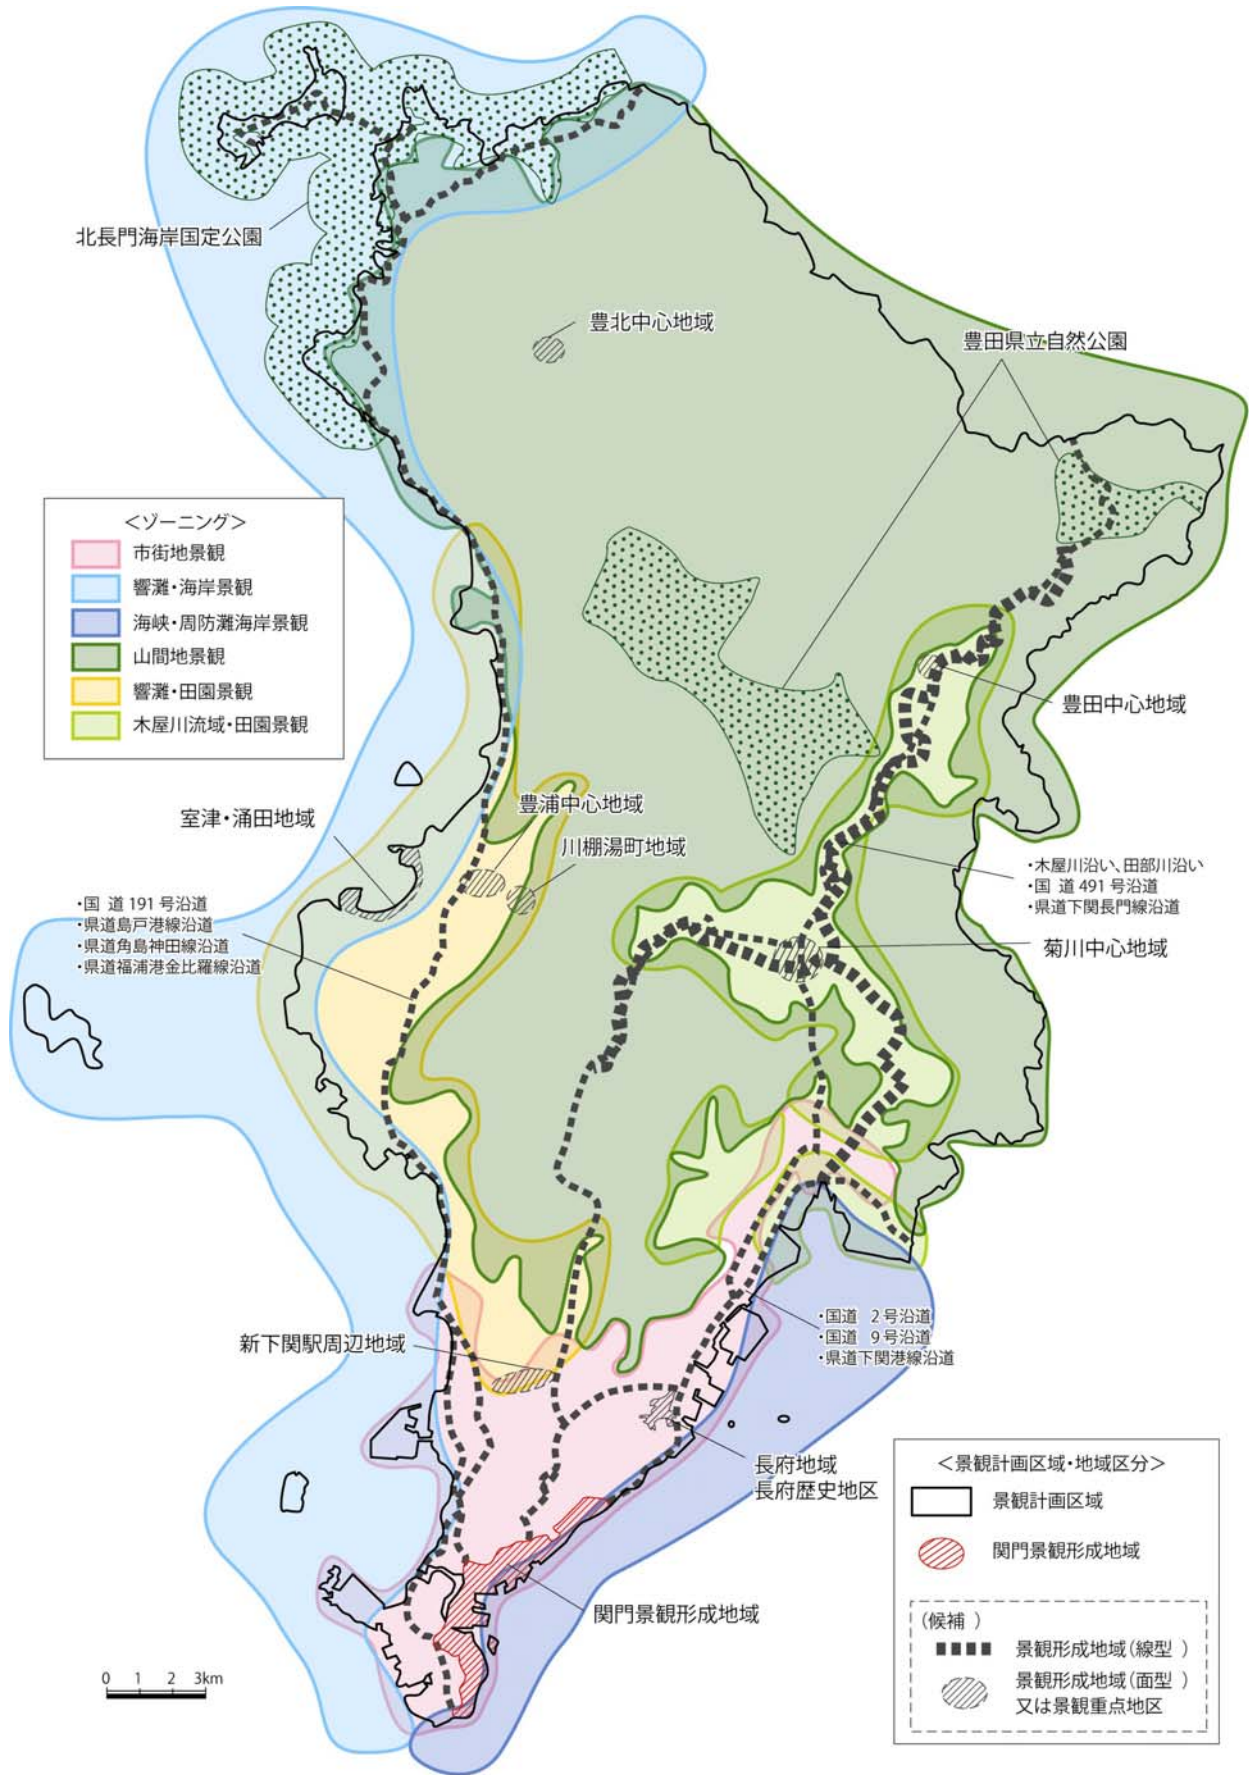 北長門海岸国定公園
豊北中心地域
豊田県立自然公園
＜ゾーニング＞
市街地景観
響灘・海岸景観
海峡・周防灘海岸景観
山間地景観
響灘・田園景観
木屋川流域・田園景観
豊田中心地域
豊浦中心地域
室津・涌田地域
川棚湯町地域
・木屋川沿い、田部川沿い
・国　道 491 号沿道
・県道下関長門線沿道
・国　道 191 号沿道
・県道島戸港線沿道
・県道角島神田線沿道
・県道福浦港金比羅線沿道
菊川中心地域
・国道　2 号沿道
・国道　9 号沿道
・県道下関港線沿道
新下関駅周辺地域
長府地域
長府歴史地区
関門景観形成地域
＜景観計画区域・地域区分＞
景観計画区域
関門景観形成地域
（候補 ）
景観形成地域（線型 ）
景観形成地域（面型 ）
又は景観重点地区
0 1 2 3km